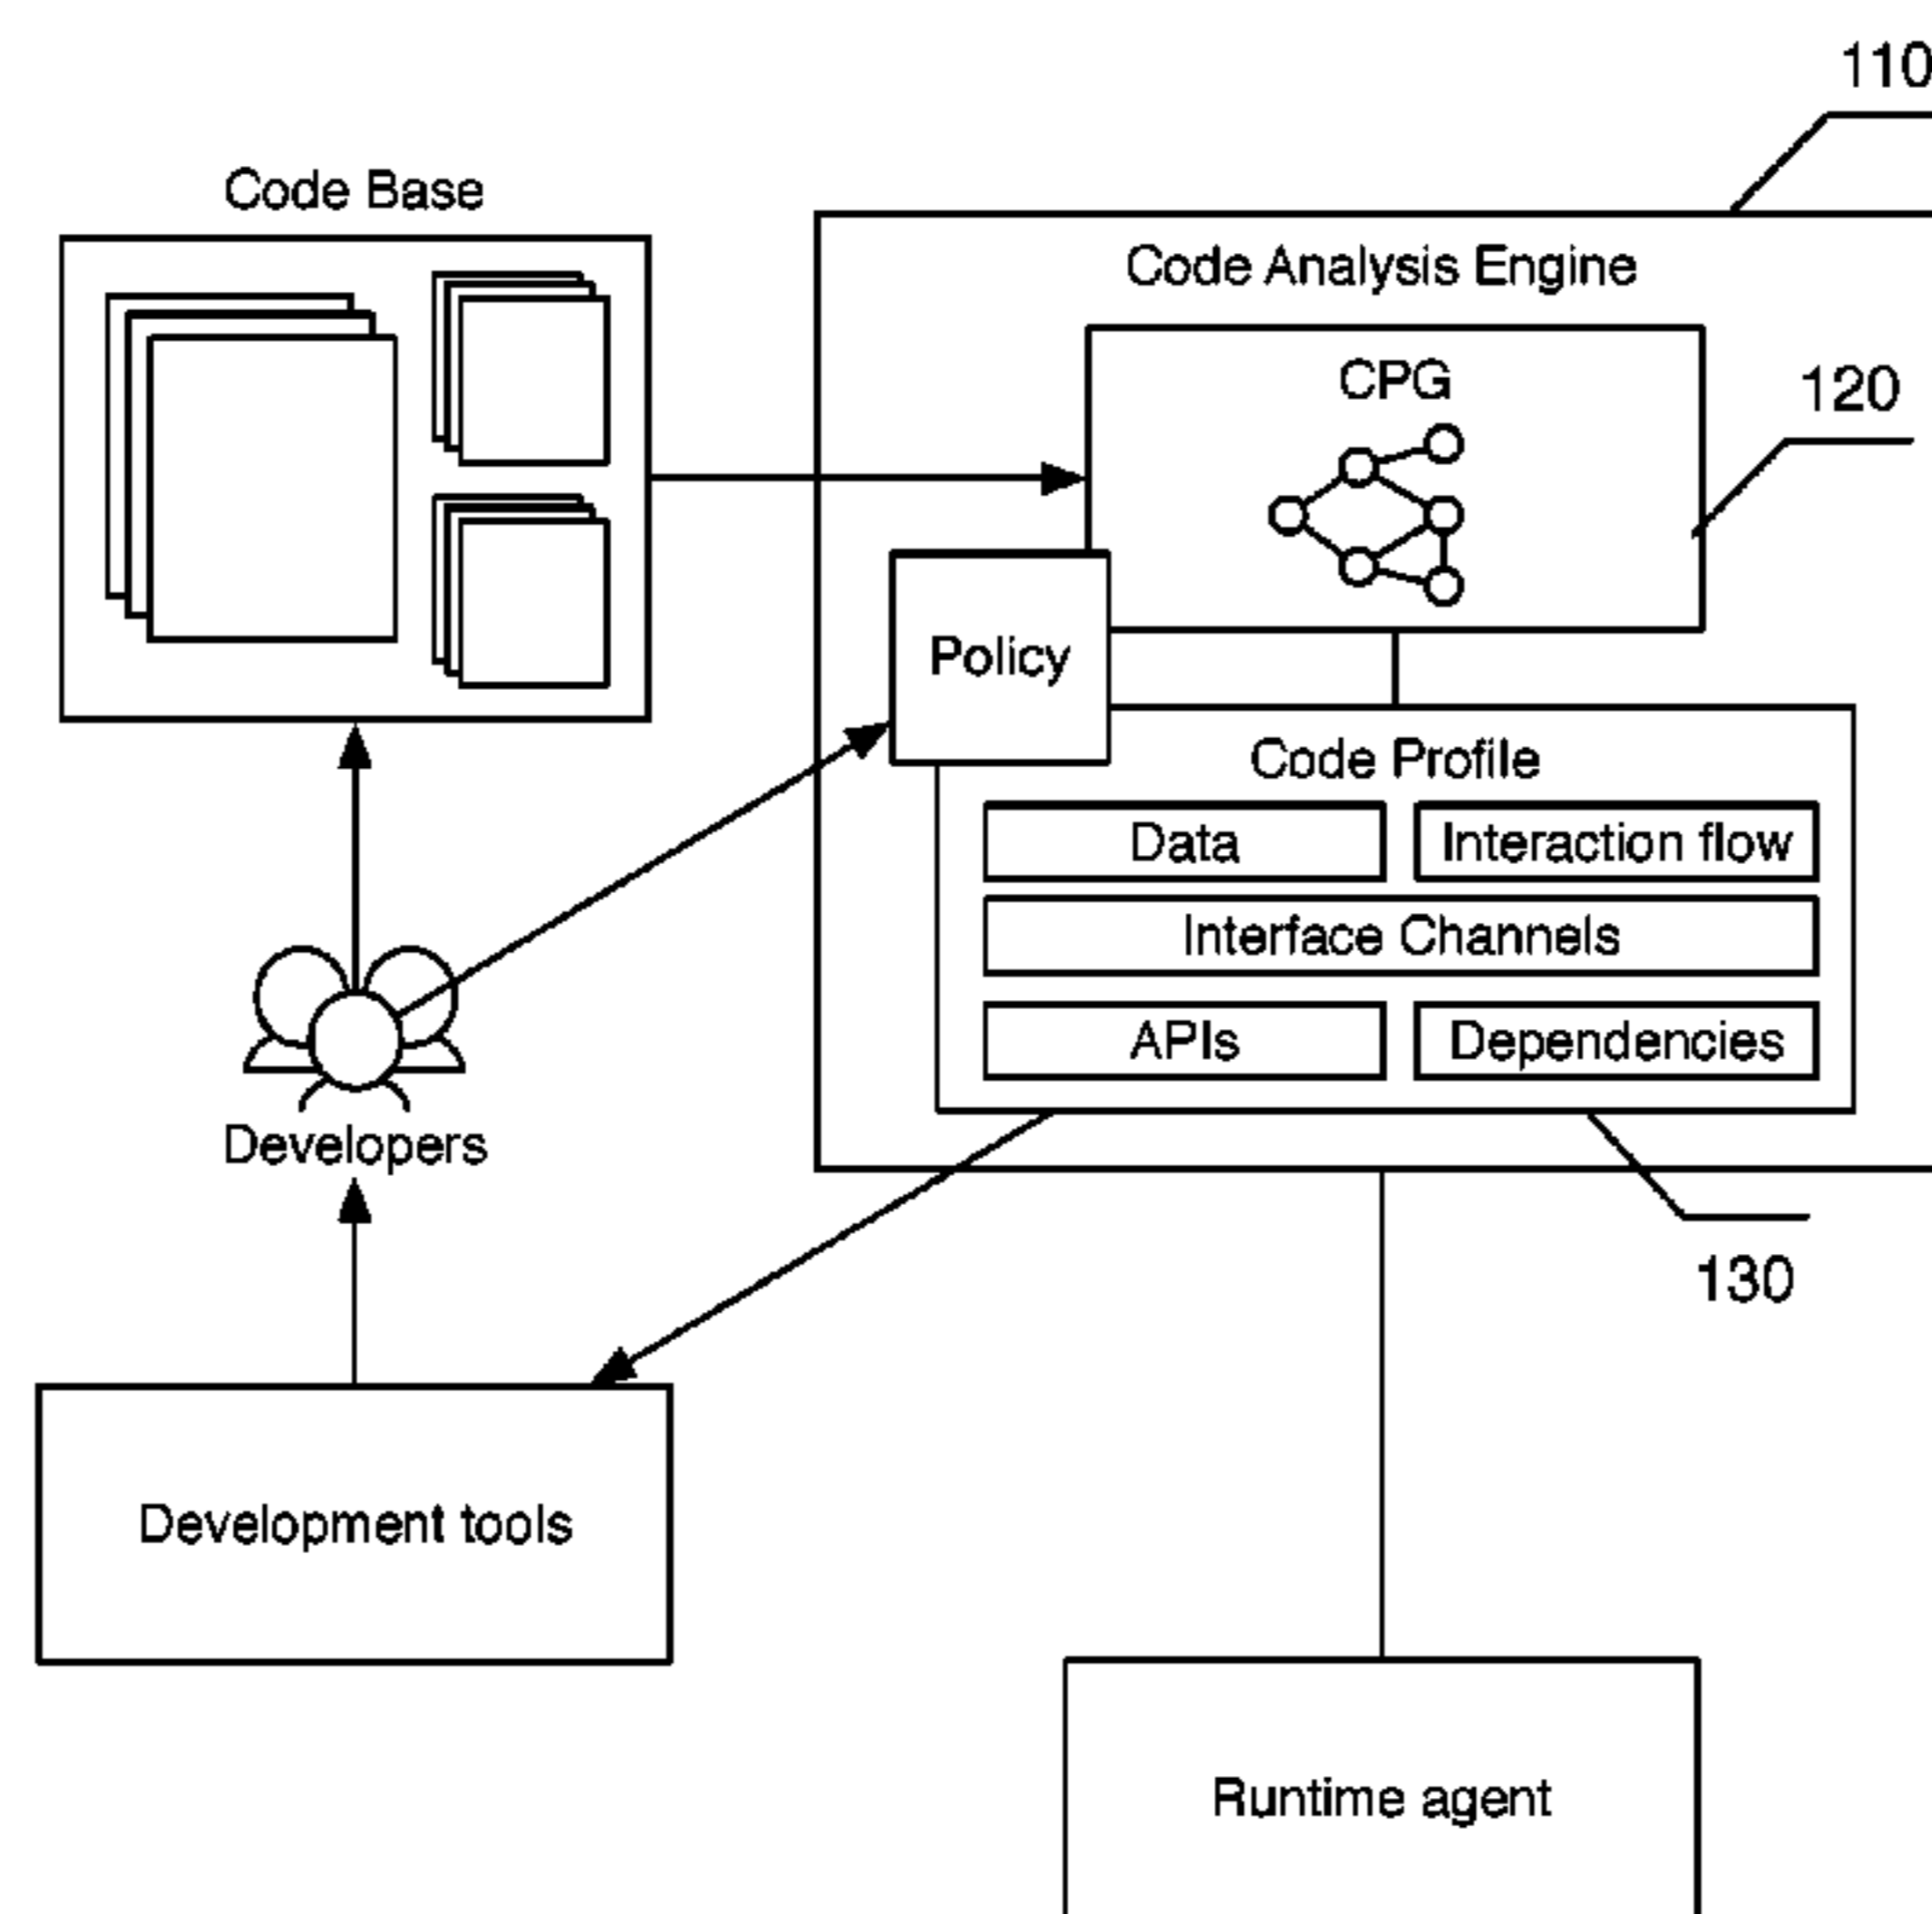 110
Code Base
Code Analysis Engine
CPG
120
Policy
Code Profile
Data
Interaction flow
Interface Channels
APIs
Dependencies
Developers
130
Development tools
Runtime agent